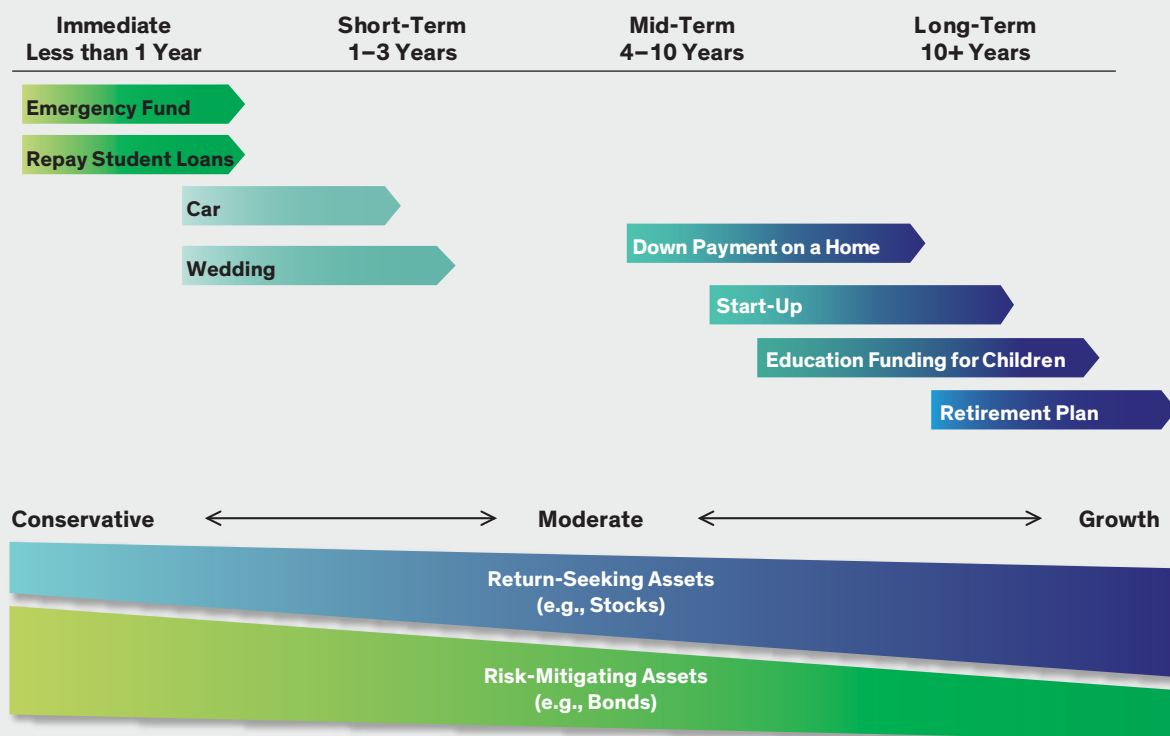 Immediate
Less than 1 Year
Short-Term
1–3 Years
Mid-Term
4–10 Years
Long-Term
10+ Years
Emergency Fund
Repay Student Loans
Car
Wedding
Down Payment on a Home
Start-Up
Education Funding for Children
Retirement Plan
Conservative
Moderate
Growth
Return-Seeking Assets
(e.g., Stocks)
Risk-Mitigating Assets
(e.g., Bonds)